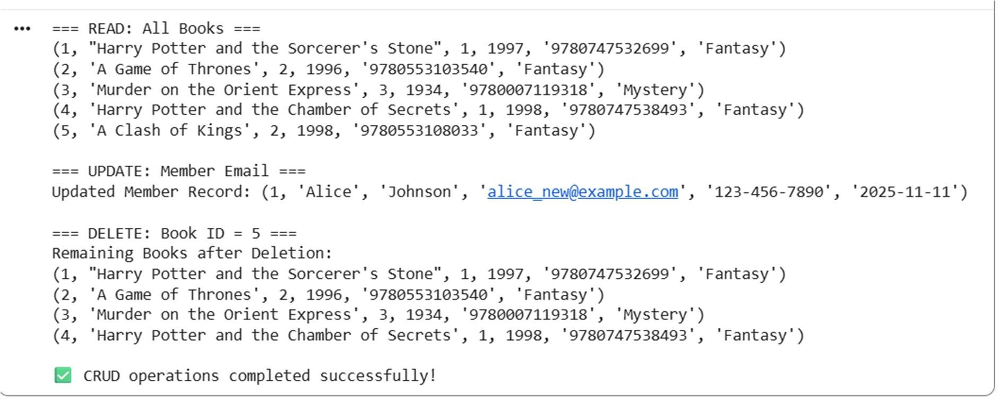 === READ: All Books ===
(1, "Harry Potter and the Sorcerer's Stone", 1, 1997, '9780747532699', 'Fantasy')
(2, 'A Game of Thrones', 2, 1996, '9780553103540', 'Fantasy')
(3, 'Murder on the Orient Express', 3, 1934, '9780007119318', 'Mystery')
(4, 'Harry Potter and the Chamber of Secrets', 1, 1998, '9780747538493', 'Fantasy')
(5, 'A Clash of Kings', 2, 1998, '9780553108033', 'Fantasy')
=== UPDATE: Member Email ===
Updated Member Record: (1, 'Alice', 'Johnson', 'alice_new@example.com', '123-456-7890', '2025-11-11')
=== DELETE: Book ID = 5 ===
Remaining Books after Deletion:
(1, "Harry Potter and the Sorcerer's Stone", 1, 1997, '9780747532699', 'Fantasy')
(2, 'A Game of Thrones', 2, 1996, '9780553103540', 'Fantasy')
(3, 'Murder on the Orient Express', 3, 1934, '9780007119318', 'Mystery')
(4, 'Harry Potter and the Chamber of Secrets', 1, 1998, '9780747538493', 'Fantasy')
✅ CRUD operations completed successfully!